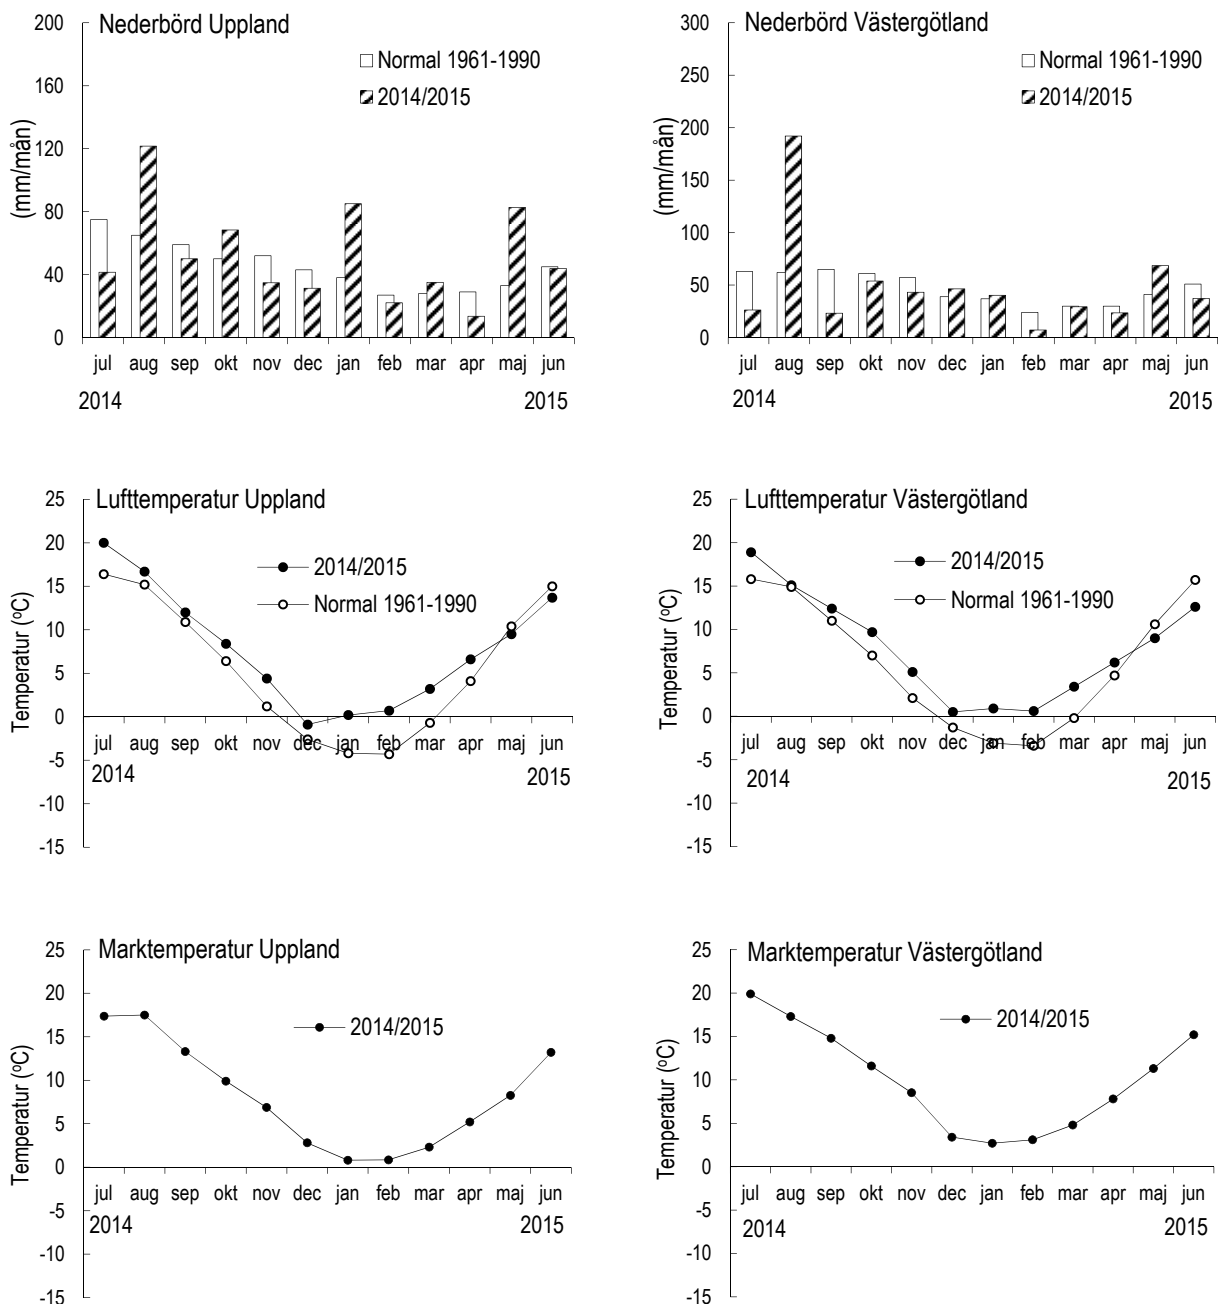 Nederbörd Uppland
Normal 1961-1990
2014/2015
(mm/mån)
200
160
120
80
40
0
jul aug sep okt nov dec jan feb mar apr maj jun
2014 2015
Nederbörd Västergötland
Normal 1961-1990
2014/2015
(mm/mån)
300
250
200
150
100
50
0
jul aug sep okt nov dec jan feb mar apr maj jun
2014 2015
Lufttemperatur Uppland
2014/2015
Normal 1961-1990
Temperatur (ºC)
25
20
15
10
5
0
-5
-10
-15
jul aug sep okt nov dec jan feb mar apr maj jun
2014 2015
Lufttemperatur Västergötland
2014/2015
Normal 1961-1990
Temperatur (ºC)
25
20
15
10
5
0
-5
-10
-15
jul aug sep okt nov dec jan feb mar apr maj jun
2014 2015
Marktemperatur Uppland
2014/2015
Temperatur (ºC)
25
20
15
10
5
0
-5
-10
-15
jul aug sep okt nov dec jan feb mar apr maj jun
2014 2015
Marktemperatur Västergötland
2014/2015
Temperatur (ºC)
25
20
15
10
5
0
-5
-10
-15
jul aug sep okt nov dec jan feb mar apr maj jun
2014 2015